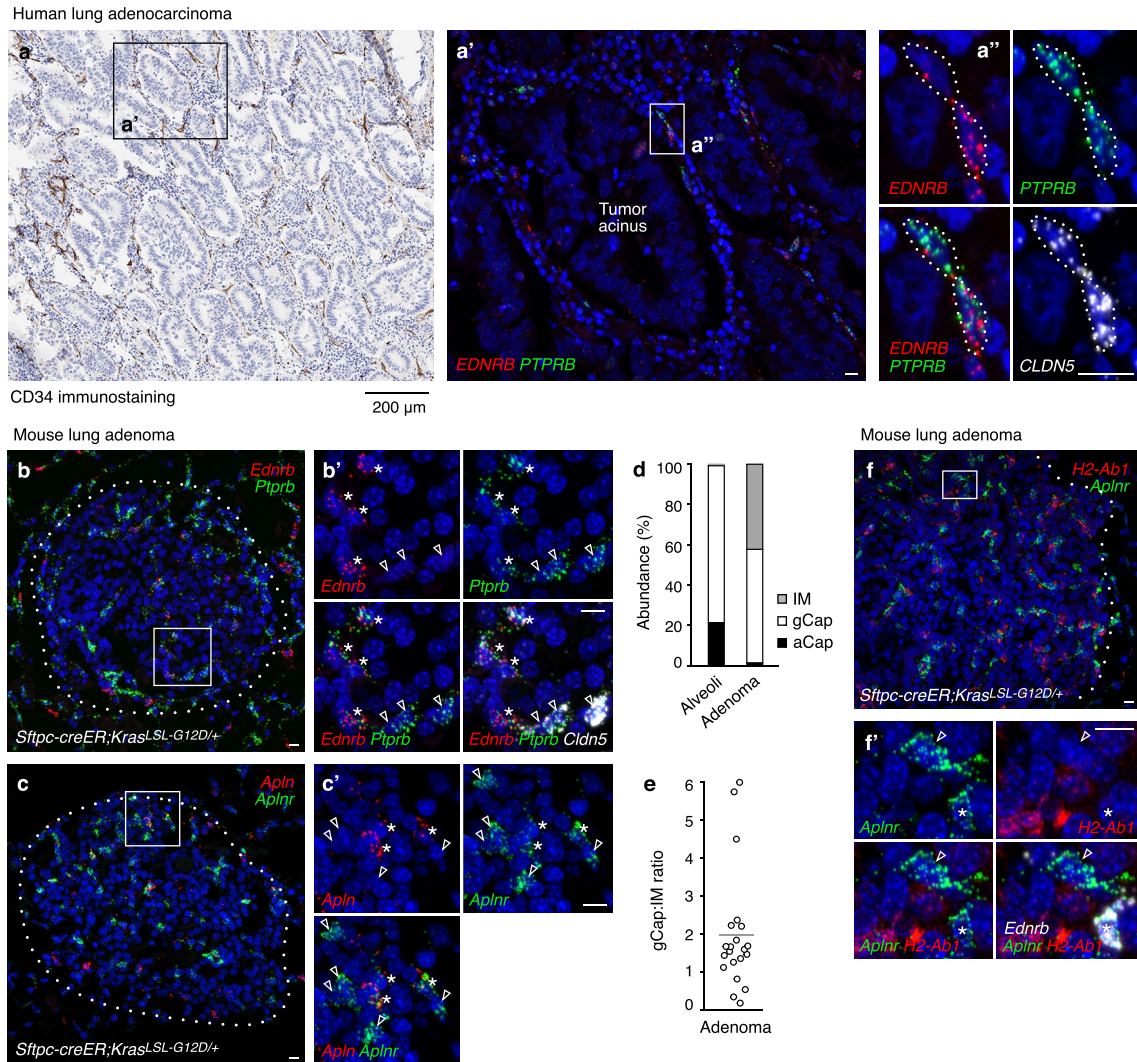 Human lung adenocarcinoma
a
a'
CD34 immunostaining
200 µm
a'
a''
Tumor
acinus
EDNRB PTPRB
a''
EDNRB
PTPRB
EDNRB
PTPRB
CLDN5
Mouse lung adenoma
b
Ednrb
Ptprb
Sftpc-creER;KrasLSL-G12D/+
b'
*
*
*
*
Ednrb
*
*
Ptprb
*
*
*
*
Ednrb Ptprb
*
*
*
*
Ednrb Ptprb Cldn5
c
Apln
Aplnr
Sftpc-creER;KrasLSL-G12D/+
c'
*
*
*
Apln
*
*
*
Aplnr
*
*
*
Apln Aplnr
d
Abundance (%)
100
80
60
40
20
0
Alveoli
Adenoma
IM
gCap
aCap
e
gCap:IM ratio
6
5
4
3
2
1
0
Adenoma
Mouse lung adenoma
f
H2-Ab1
Aplnr
Sftpc-creER;KrasLSL-G12D/+
f'
*
Aplnr
*
H2-Ab1
*
Aplnr H2-Ab1
*
Ednrb
Aplnr H2-Ab1